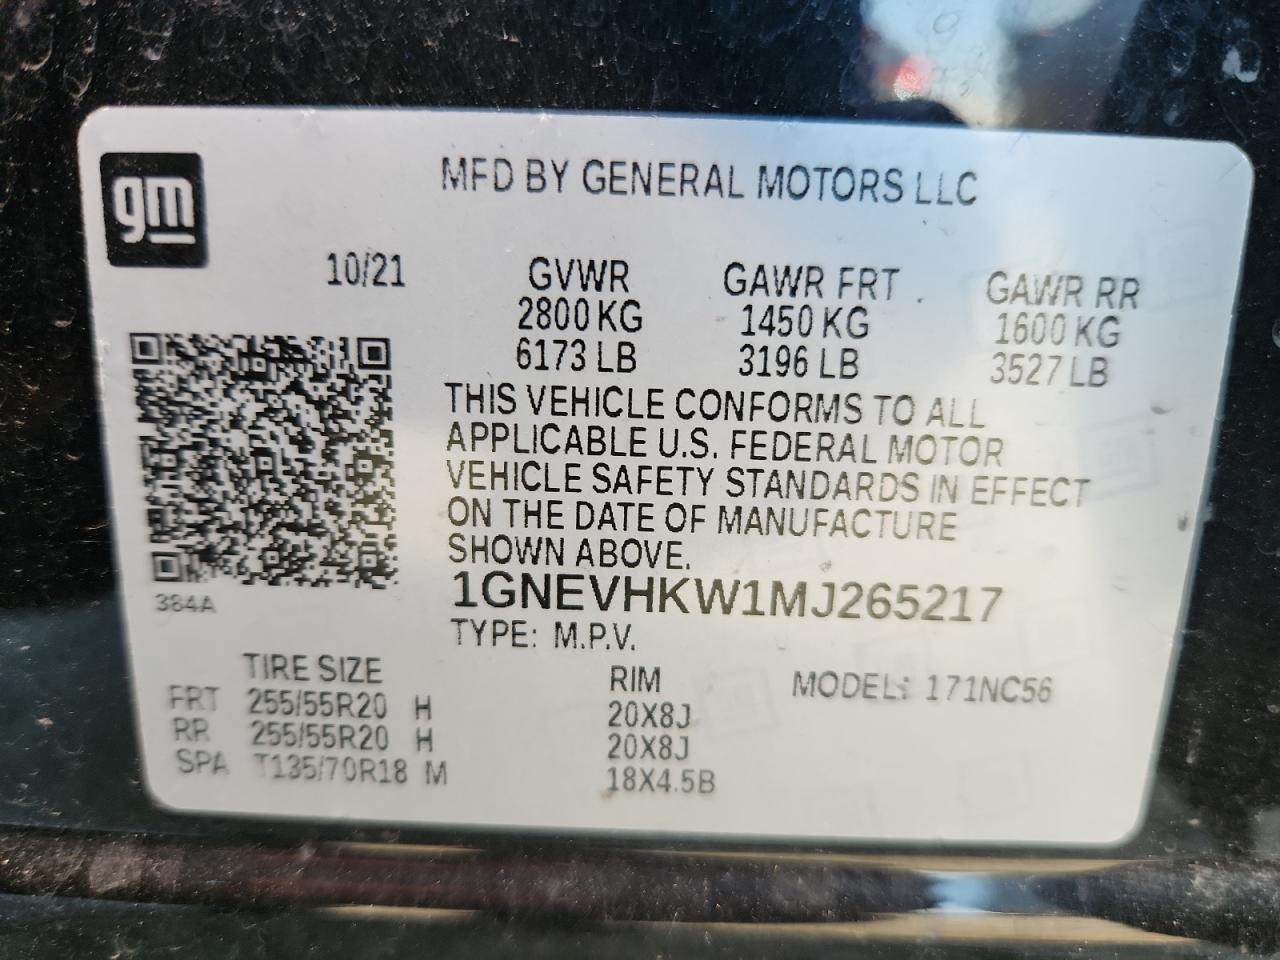 gm
MFD BY GENERAL MOTORS LLC
10/21
GVWR
2800 KG
6173 LB
GAWR FRT
1450 KG
3196 LB
GAWR RR
1600 KG
3527 LB
THIS VEHICLE CONFORMS TO ALL
APPLICABLE U.S. FEDERAL MOTOR
VEHICLE SAFETY STANDARDS IN EFFECT
ON THE DATE OF MANUFACTURE
SHOWN ABOVE.
1GNEVHKW1MJ265217
384A
TYPE: M.P.V.
TIRE SIZE RIM MODEL: 171NC56
FRT 255/55R20 H 20X8J
RR 255/55R20 H 20X8J
SPA T135/70R18 M 18X4.5B